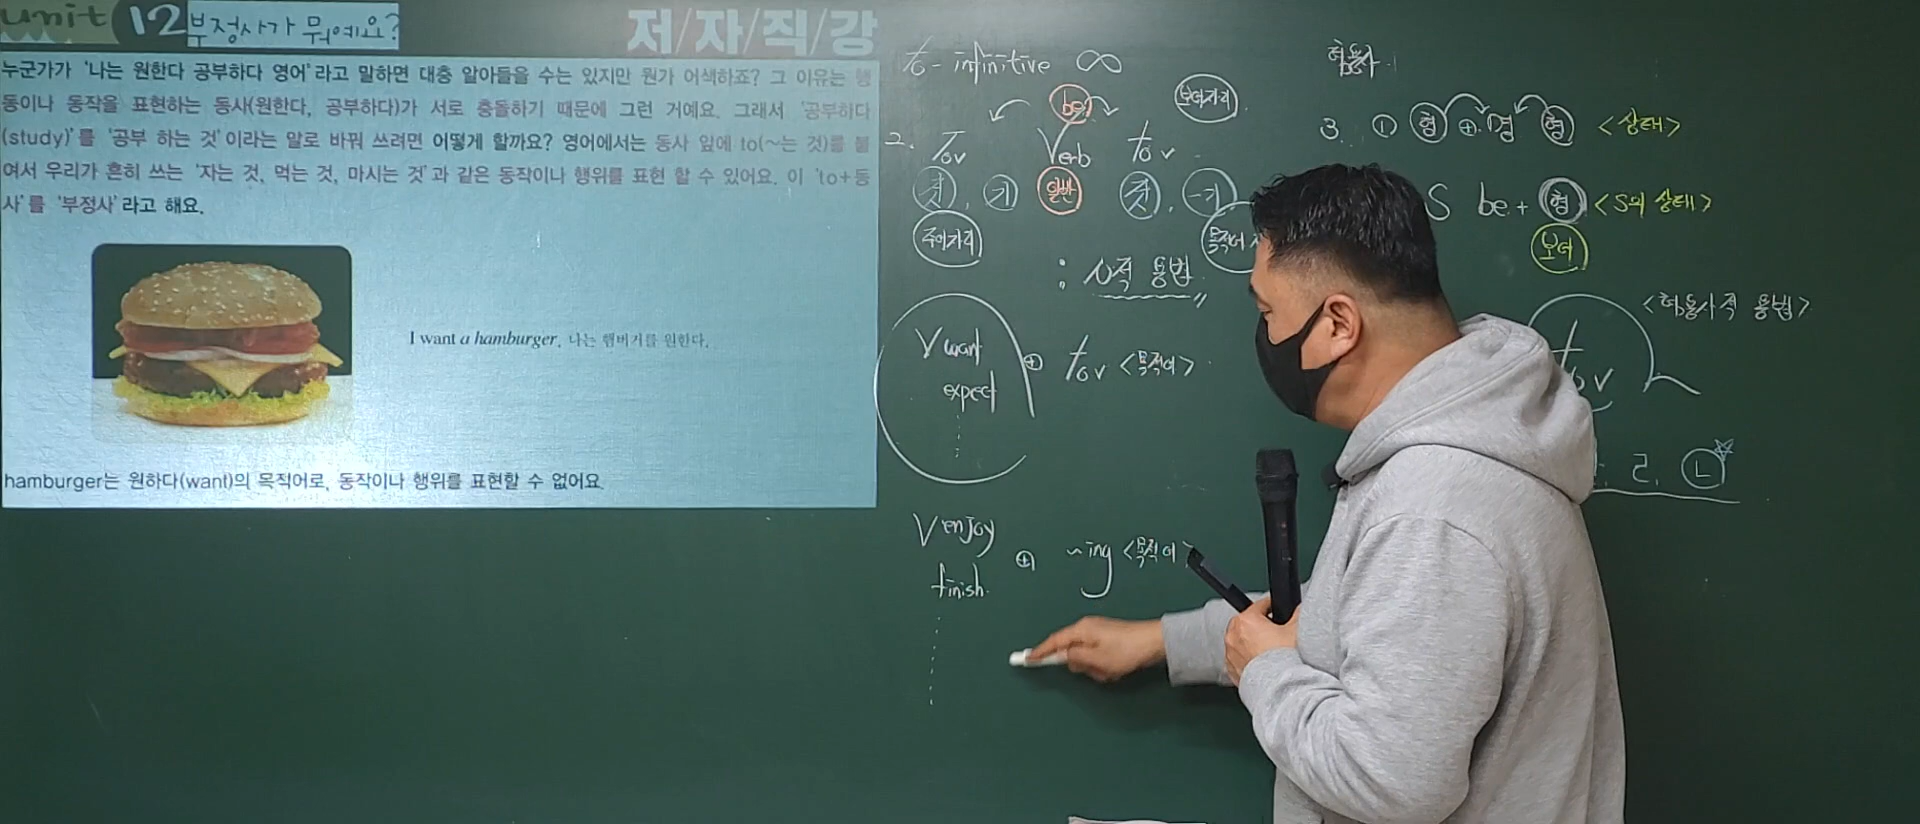 unit 12 부정사가 뭐예요?
저/자/직/강
누군가가 '나는 원한다 공부하다 영어'라고 말하면 대충 알아들을 수는 있지만 뭔가 어색하죠? 그 이유는 행
동이나 동작을 표현하는 동사(원한다, 공부하다)가 서로 충돌하기 때문에 그런 거예요. 그래서 '공부하다
(study)'를 '공부 하는 것'이라는 말로 바꿔 쓰려면 어떻게 할까요? 영어에서는 동사 앞에 to(~는 것)를 붙
여서 우리가 흔히 쓰는 '자는 것, 먹는 것, 마시는 것'과 같은 동작이나 행위를 표현 할 수 있어요. 이 'to+동
사'를 '부정사'라고 해요.
I want a hamburger. 나는 햄버거를 원한다.
hamburger는 원하다(want)의 목적어로, 동작이나 행위를 표현할 수 없어요.
to - infinitive ∞
be 보어자리
2. to v Verb to v
것, 기 일반 것, -기
주어자리 목적어
적 용법
V want
expect
+ to v <목적어>
V enjoy
finish.
+ ~ing <목적어>
형용사
3. ① 형 + 명 형 <상태>
S be + 형 <S의 상태>
보어
<형용사적 용법>
to v
ㄹ. ㄴ